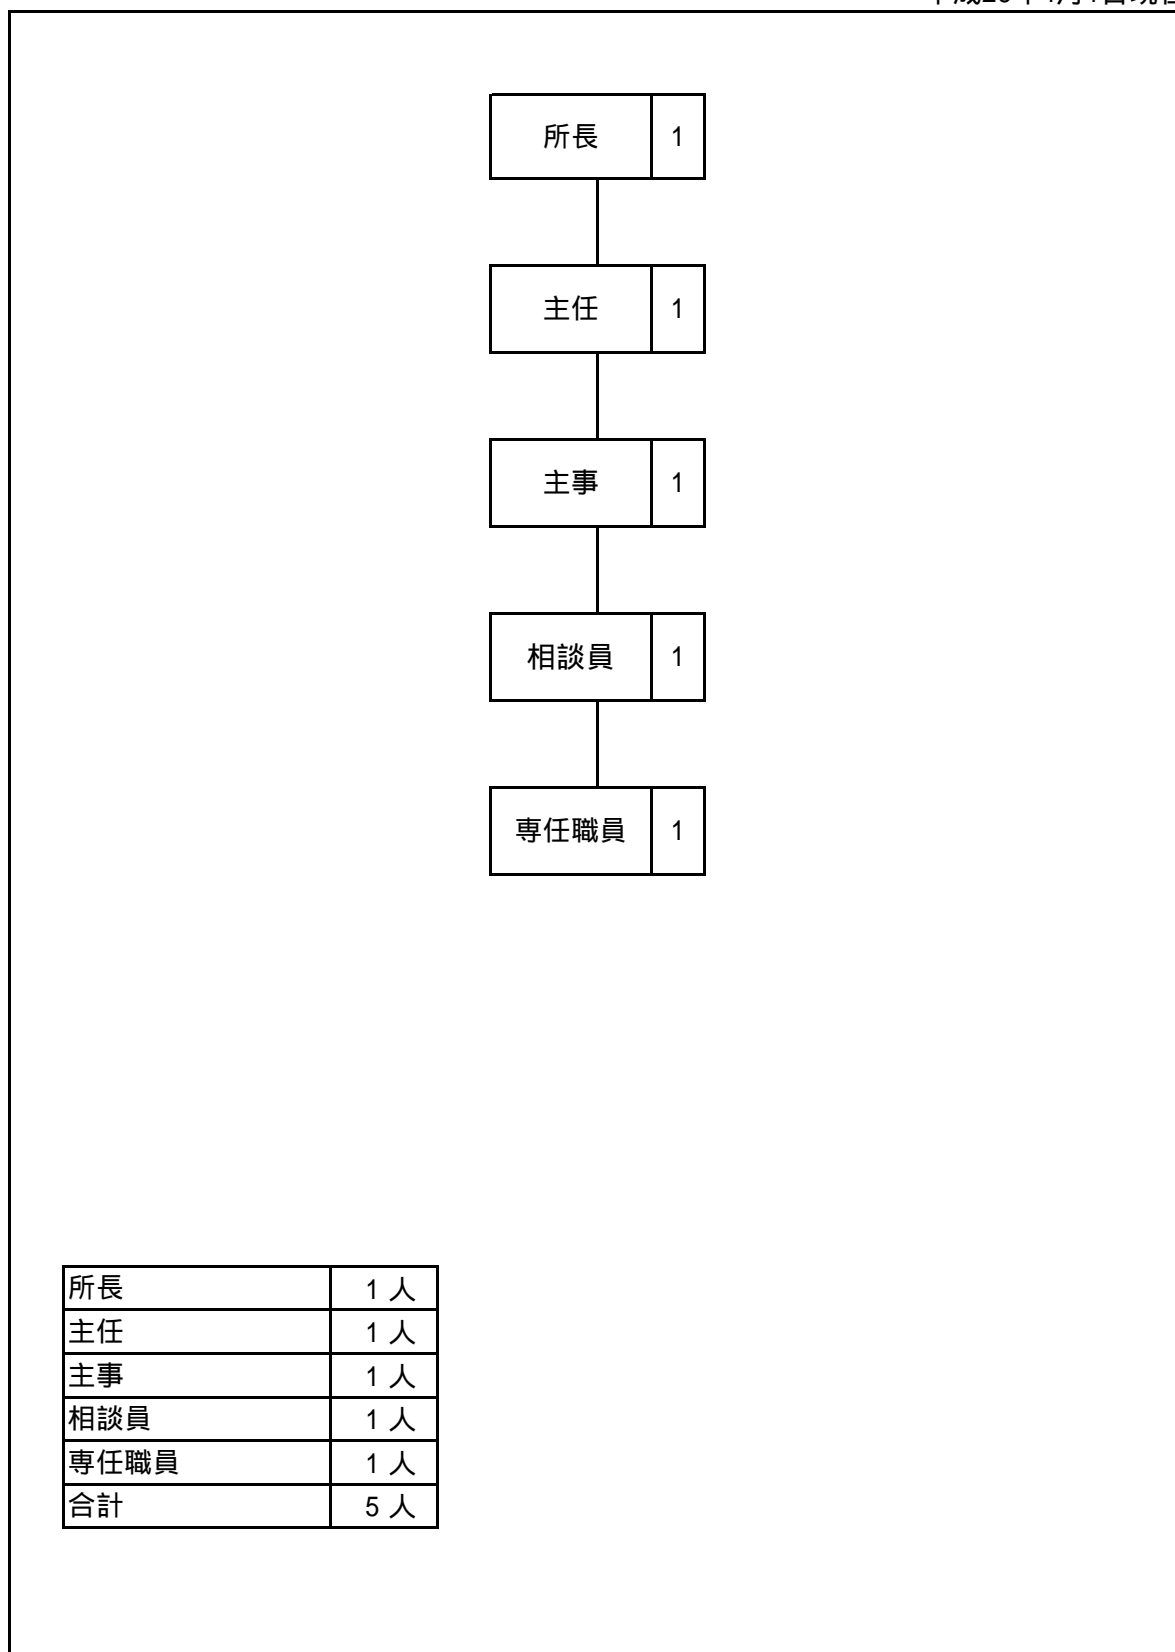 所長 1
主任 1
主事 1
相談員 1
専任職員 1
所長 1 人
主任 1 人
主事 1 人
相談員 1 人
専任職員 1 人
合計 5 人